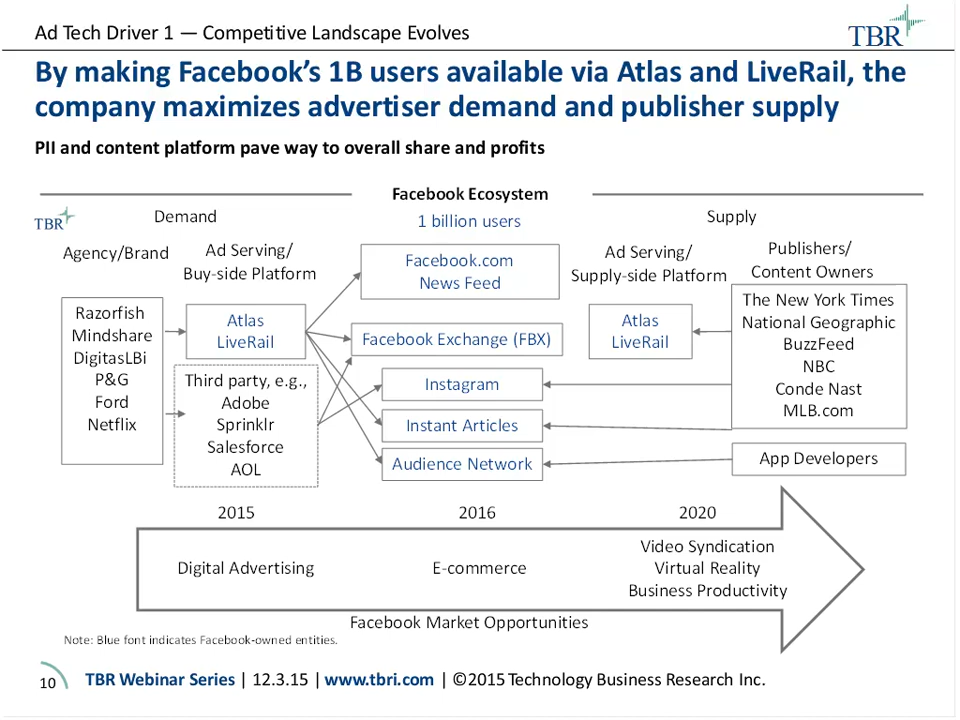 Ad Tech Driver 1 — Competitive Landscape Evolves
TBR
By making Facebook's 1B users available via Atlas and LiveRail, the
company maximizes advertiser demand and publisher supply
PII and content platform pave way to overall share and profits
Facebook Ecosystem
TBR
Demand
1 billion users
Supply
Agency/Brand
Ad Serving/
Buy-side Platform
Ad Serving/
Supply-side Platform
Publishers/
Content Owners
Razorfish
Mindshare
DigitasLBi
P&G
Ford
Netflix
Atlas
LiveRail
Third party, e.g.,
Adobe
Sprinklr
Salesforce
AOL
Facebook.com
News Feed
Facebook Exchange (FBX)
Instagram
Instant Articles
Audience Network
Atlas
LiveRail
The New York Times
National Geographic
BuzzFeed
NBC
Conde Nast
MLB.com
App Developers
2015
2016
2020
Digital Advertising
E-commerce
Video Syndication
Virtual Reality
Business Productivity
Facebook Market Opportunities
Note: Blue font indicates Facebook-owned entities.
10
TBR Webinar Series | 12.3.15 | www.tbri.com | ©2015 Technology Business Research Inc.